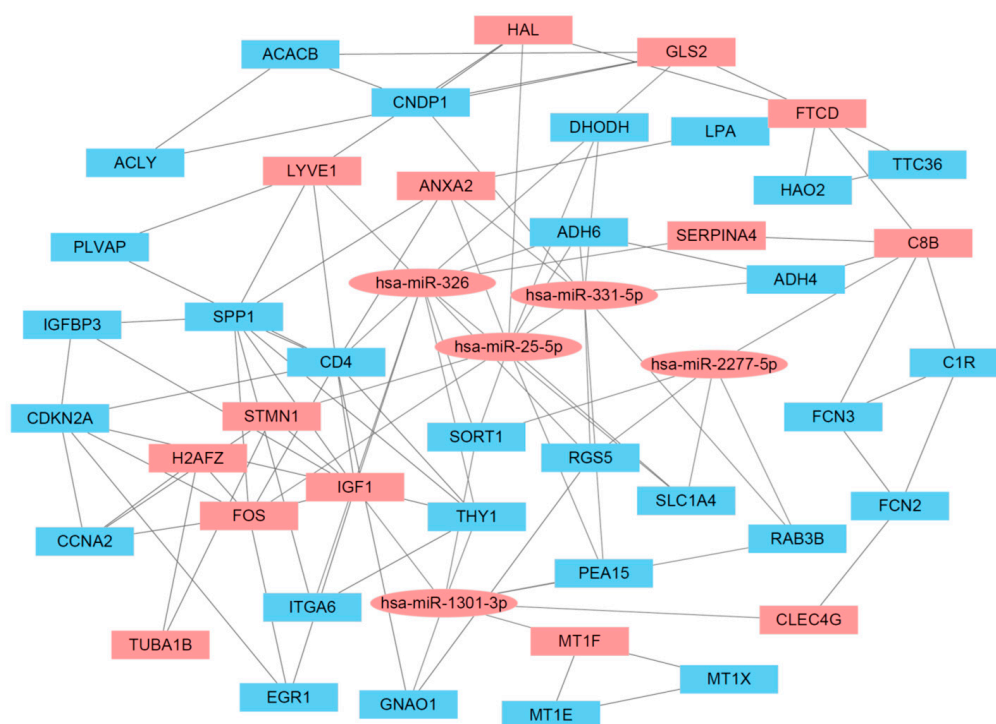 HAL
GLS2
ACACB
CNDP1
FTCD
DHODH
LPA
ACLY
LYVE1
ANXA2
TTC36
HAO2
PLVAP
ADH6
SERPINA4
C8B
hsa-miR-326
ADH4
hsa-miR-331-5p
IGFBP3
SPP1
hsa-miR-25-5p
CD4
hsa-miR-2277-5p
C1R
CDKN2A
STMN1
FCN3
SORT1
H2AFZ
RGS5
IGF1
SLC1A4
FCN2
FOS
THY1
CCNA2
RAB3B
PEA15
hsa-miR-1301-3p
ITGA6
CLEC4G
TUBA1B
MT1F
MT1X
EGR1
GNAO1
MT1E